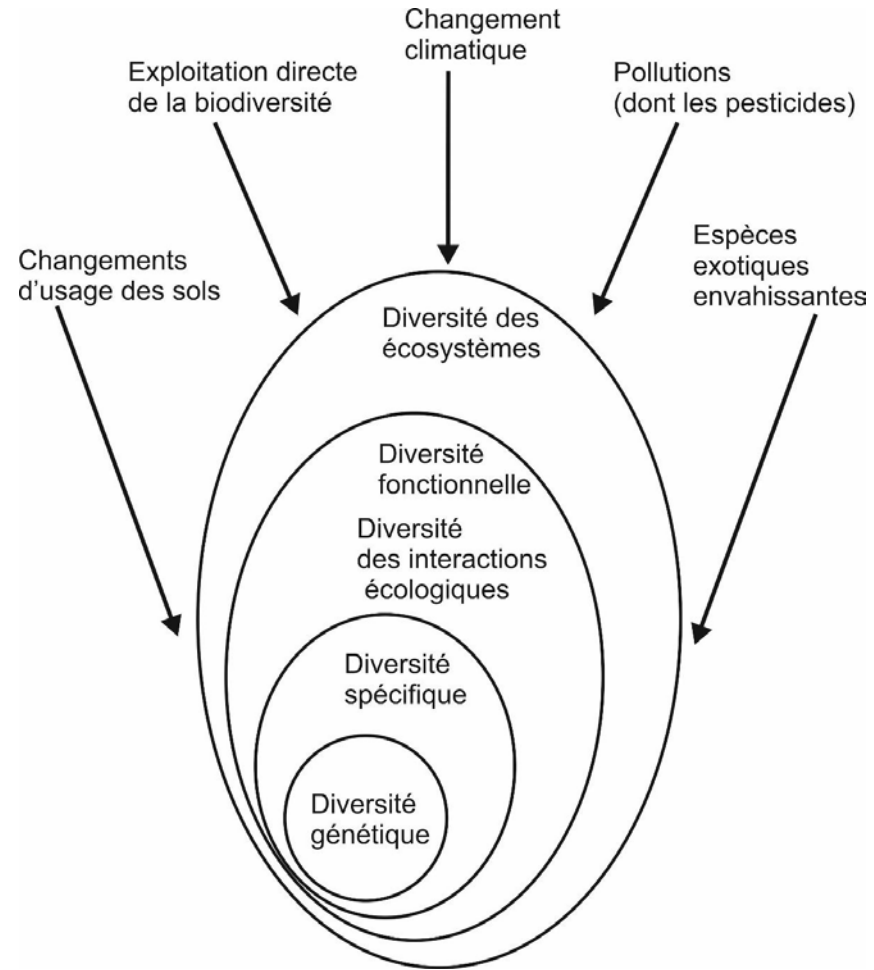 Changement
climatique
Exploitation directe
de la biodiversité
Pollutions
(dont les pesticides)
Changements
d’usage des sols
Espèces
exotiques
envahissantes
Diversité des
écosystèmes
Diversité
fonctionnelle
Diversité
des interactions
écologiques
Diversité
spécifique
Diversité
génétique